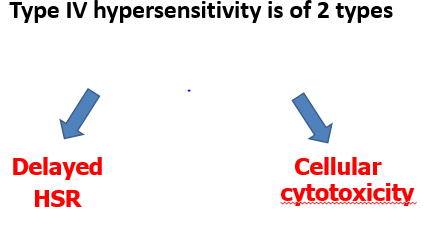 Type IV hypersensitivity is of 2 types
Delayed
HSR
Cellular
cytotoxicity